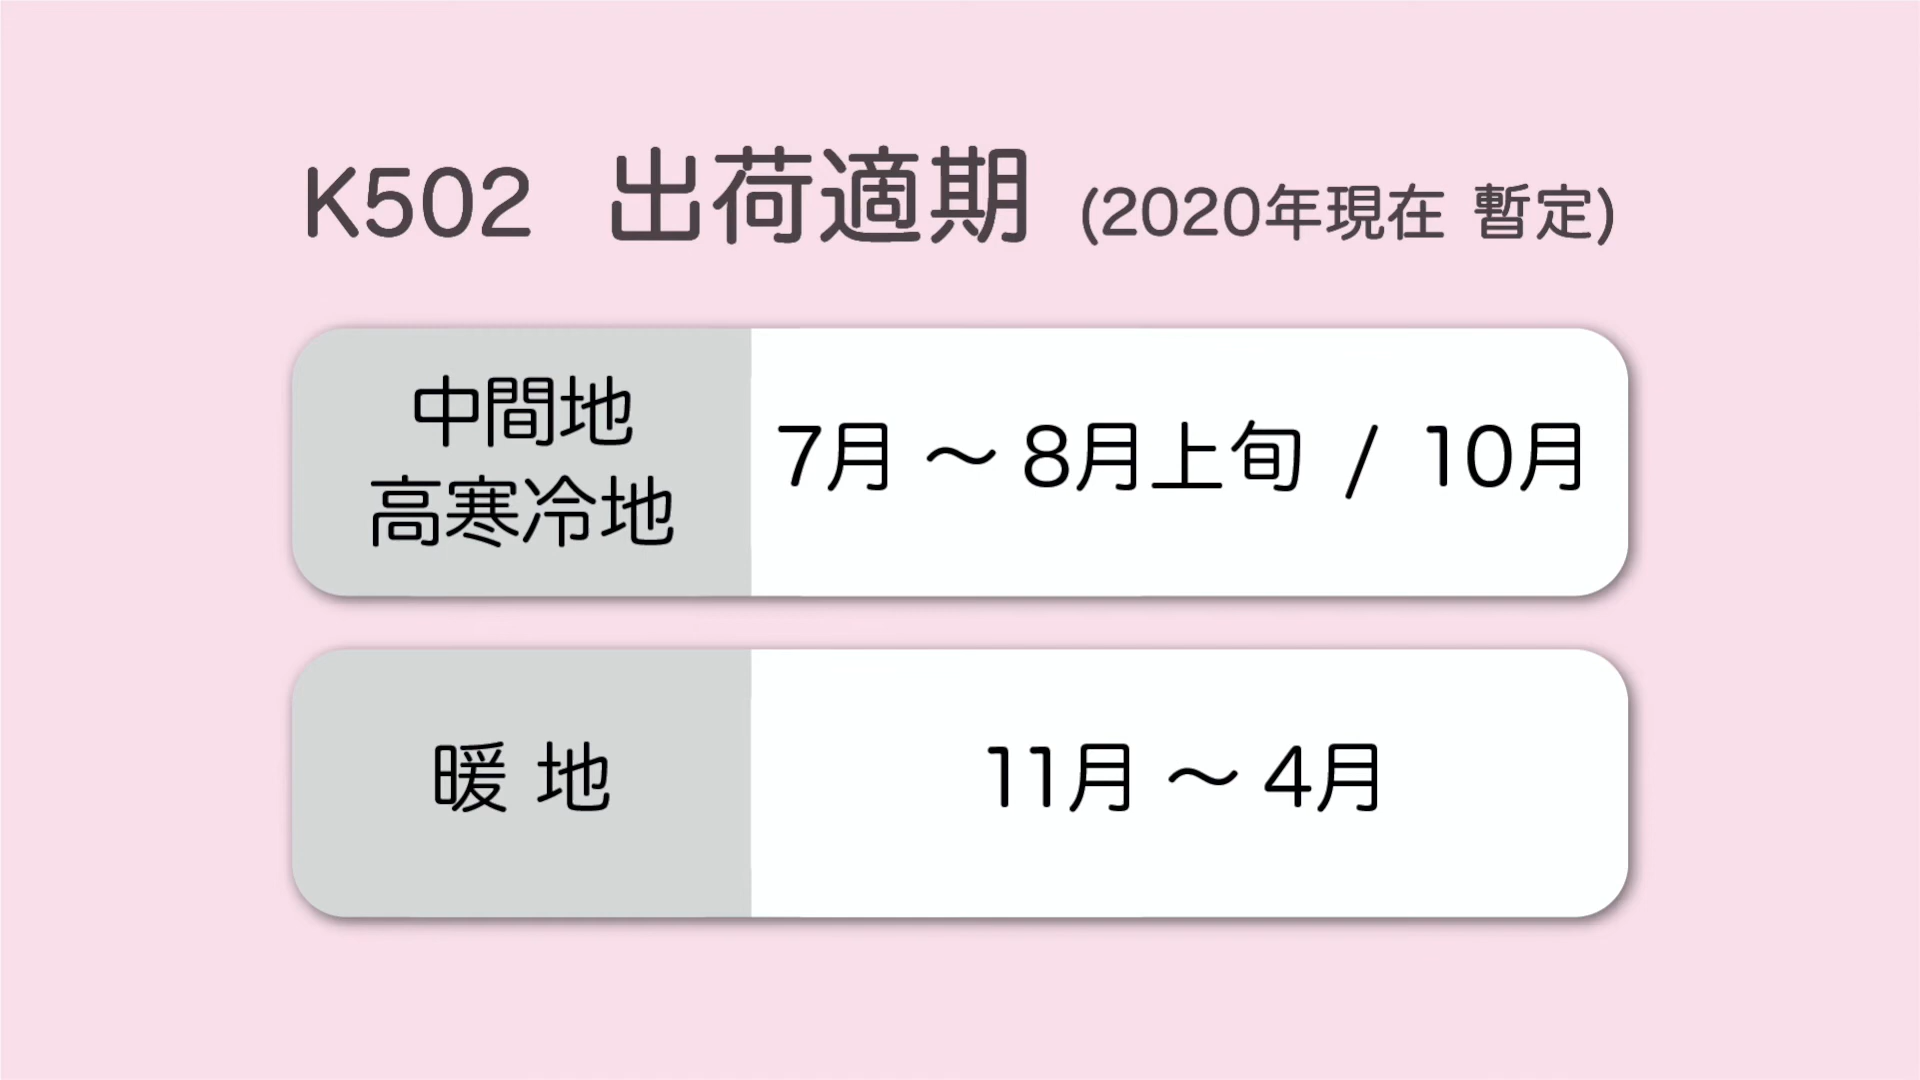 K502 出荷適期 (2020年現在 暫定)
中間地
高寒冷地
7月 ～ 8月上旬 / 10月
暖 地
11月 ～ 4月